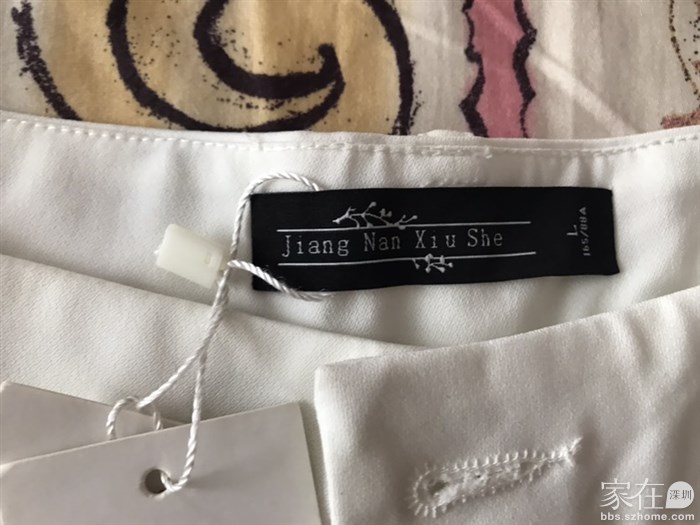 Jiang Nan Xiu She
L
165/88A
家在
深圳
bbs.szhome.com